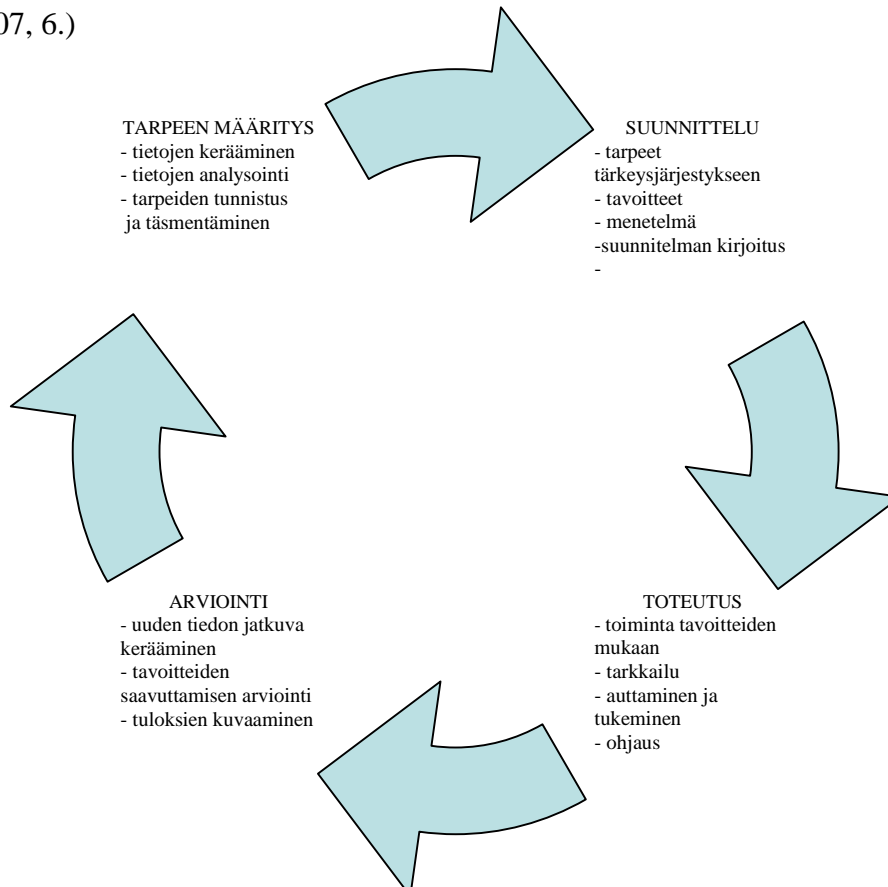 07, 6.)
TARPEEN MÄÄRITYS
- tietojen kerääminen
- tietojen analysointi
- tarpeiden tunnistus
ja täsmentäminen
SUUNNITTELU
- tarpeet
tärkeysjärjestykseen
- tavoitteet
- menetelmä
-suunnitelman kirjoitus
-
ARVIOINTI
- uuden tiedon jatkuva
kerääminen
- tavoitteiden
saavuttamisen arviointi
- tuloksien kuvaaminen
TOTEUTUS
- toiminta tavoitteiden
mukaan
- tarkkailu
- auttaminen ja
tukeminen
- ohjaus